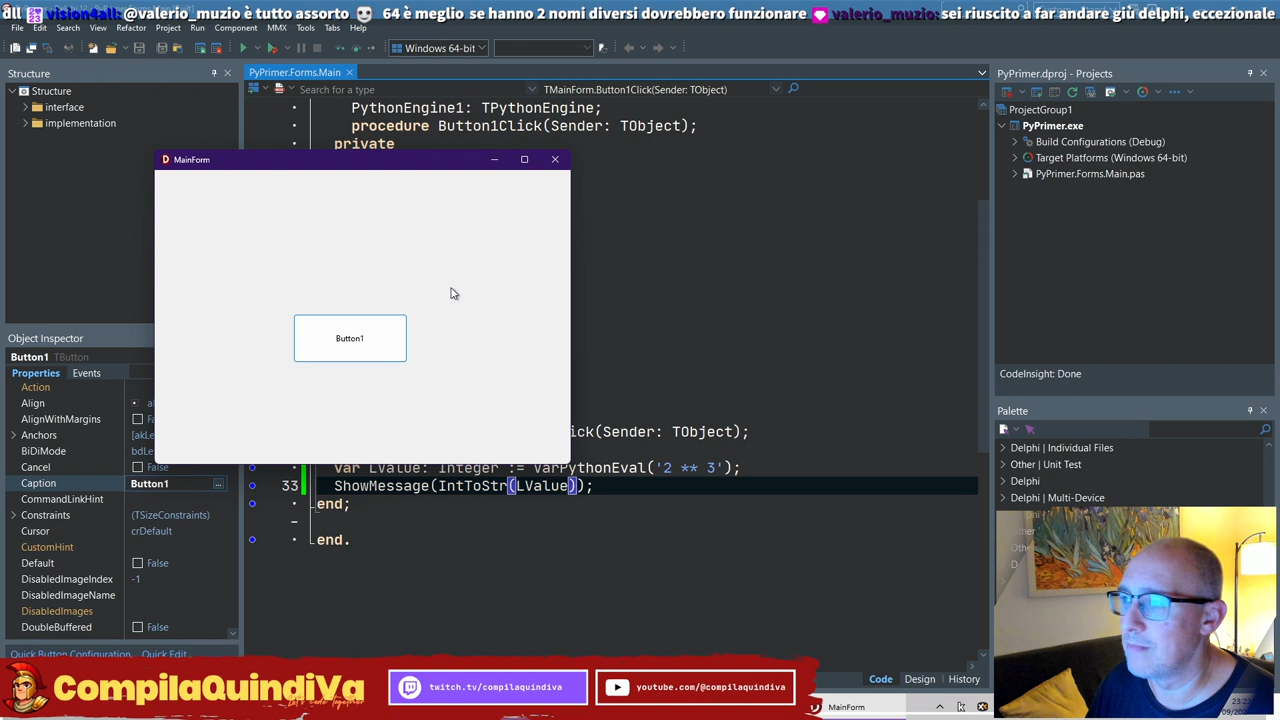 dll vision4all: @valerio_muzio è tutto assorto 64 è meglio se hanno 2 nomi diversi dovrebbero funzionare valerio_muzio: sei riuscito a far andare giù delphi, eccezionale
File Edit Search View Refactor Project Run Component MMX Tools Tabs Help
Windows 64-bit
Structure
Structure
interface
implementation
PyPrimer.Forms.Main
Search for a type
TMainForm.Button1Click(Sender: TObject)
PythonEngine1: TPythonEngine;
procedure Button1Click(Sender: TObject);
private
MainForm
Button1
ick(Sender: TObject);
var LValue: Integer := VarPythonEval('2 ** 3');
33 ShowMessage(IntToStr(LValue));
end;
end.
Object Inspector
Button1 TButton
Properties Events
Action
Align
AlignWithMargins
Anchors [akLe
BiDiMode bdLe
Cancel False
Caption Button1
CommandLinkHint
Constraints (TSizeConstraints)
Cursor crDefault
CustomHint
Default False
DisabledImageIndex -1
DisabledImageName
DisabledImages
DoubleBuffered False
Quick Button Configuration, Quick Edit...
PyPrimer.dproj - Projects
ProjectGroup1
PyPrimer.exe
Build Configurations (Debug)
Target Platforms (Windows 64-bit)
PyPrimer.Forms.Main.pas
CodeInsight: Done
Palette
Delphi | Individual Files
Other | Unit Test
Delphi
Delphi | Multi-Device
Code Design History
CompilaQuindiVa
Let's Code Together
twitch.tv/compilaquindiva
youtube.com/@compilaquindiva
MainForm